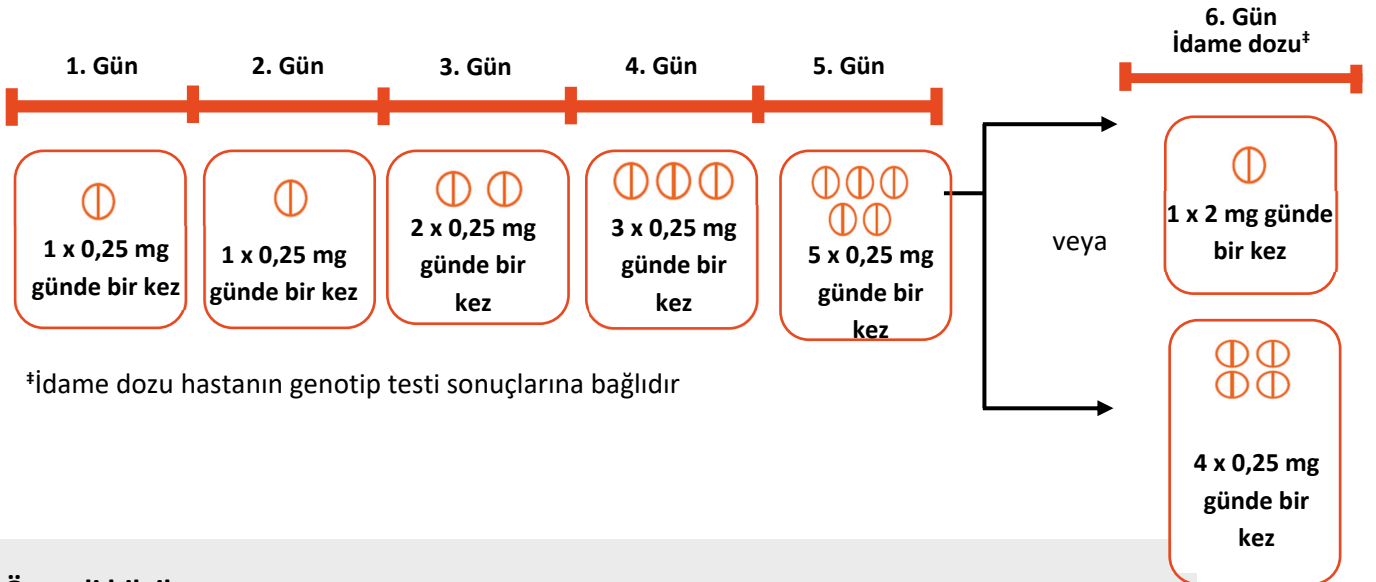 1. Gün
2. Gün
3. Gün
4. Gün
5. Gün
6. Gün
İdame dozu‡
1 x 0,25 mg
günde bir kez
1 x 0,25 mg
günde bir kez
2 x 0,25 mg
günde bir
kez
3 x 0,25 mg
günde bir
kez
5 x 0,25 mg
günde bir
kez
veya
1 x 2 mg günde
bir kez
4 x 0,25 mg
günde bir
kez
‡İdame dozu hastanın genotip testi sonuçlarına bağlıdır